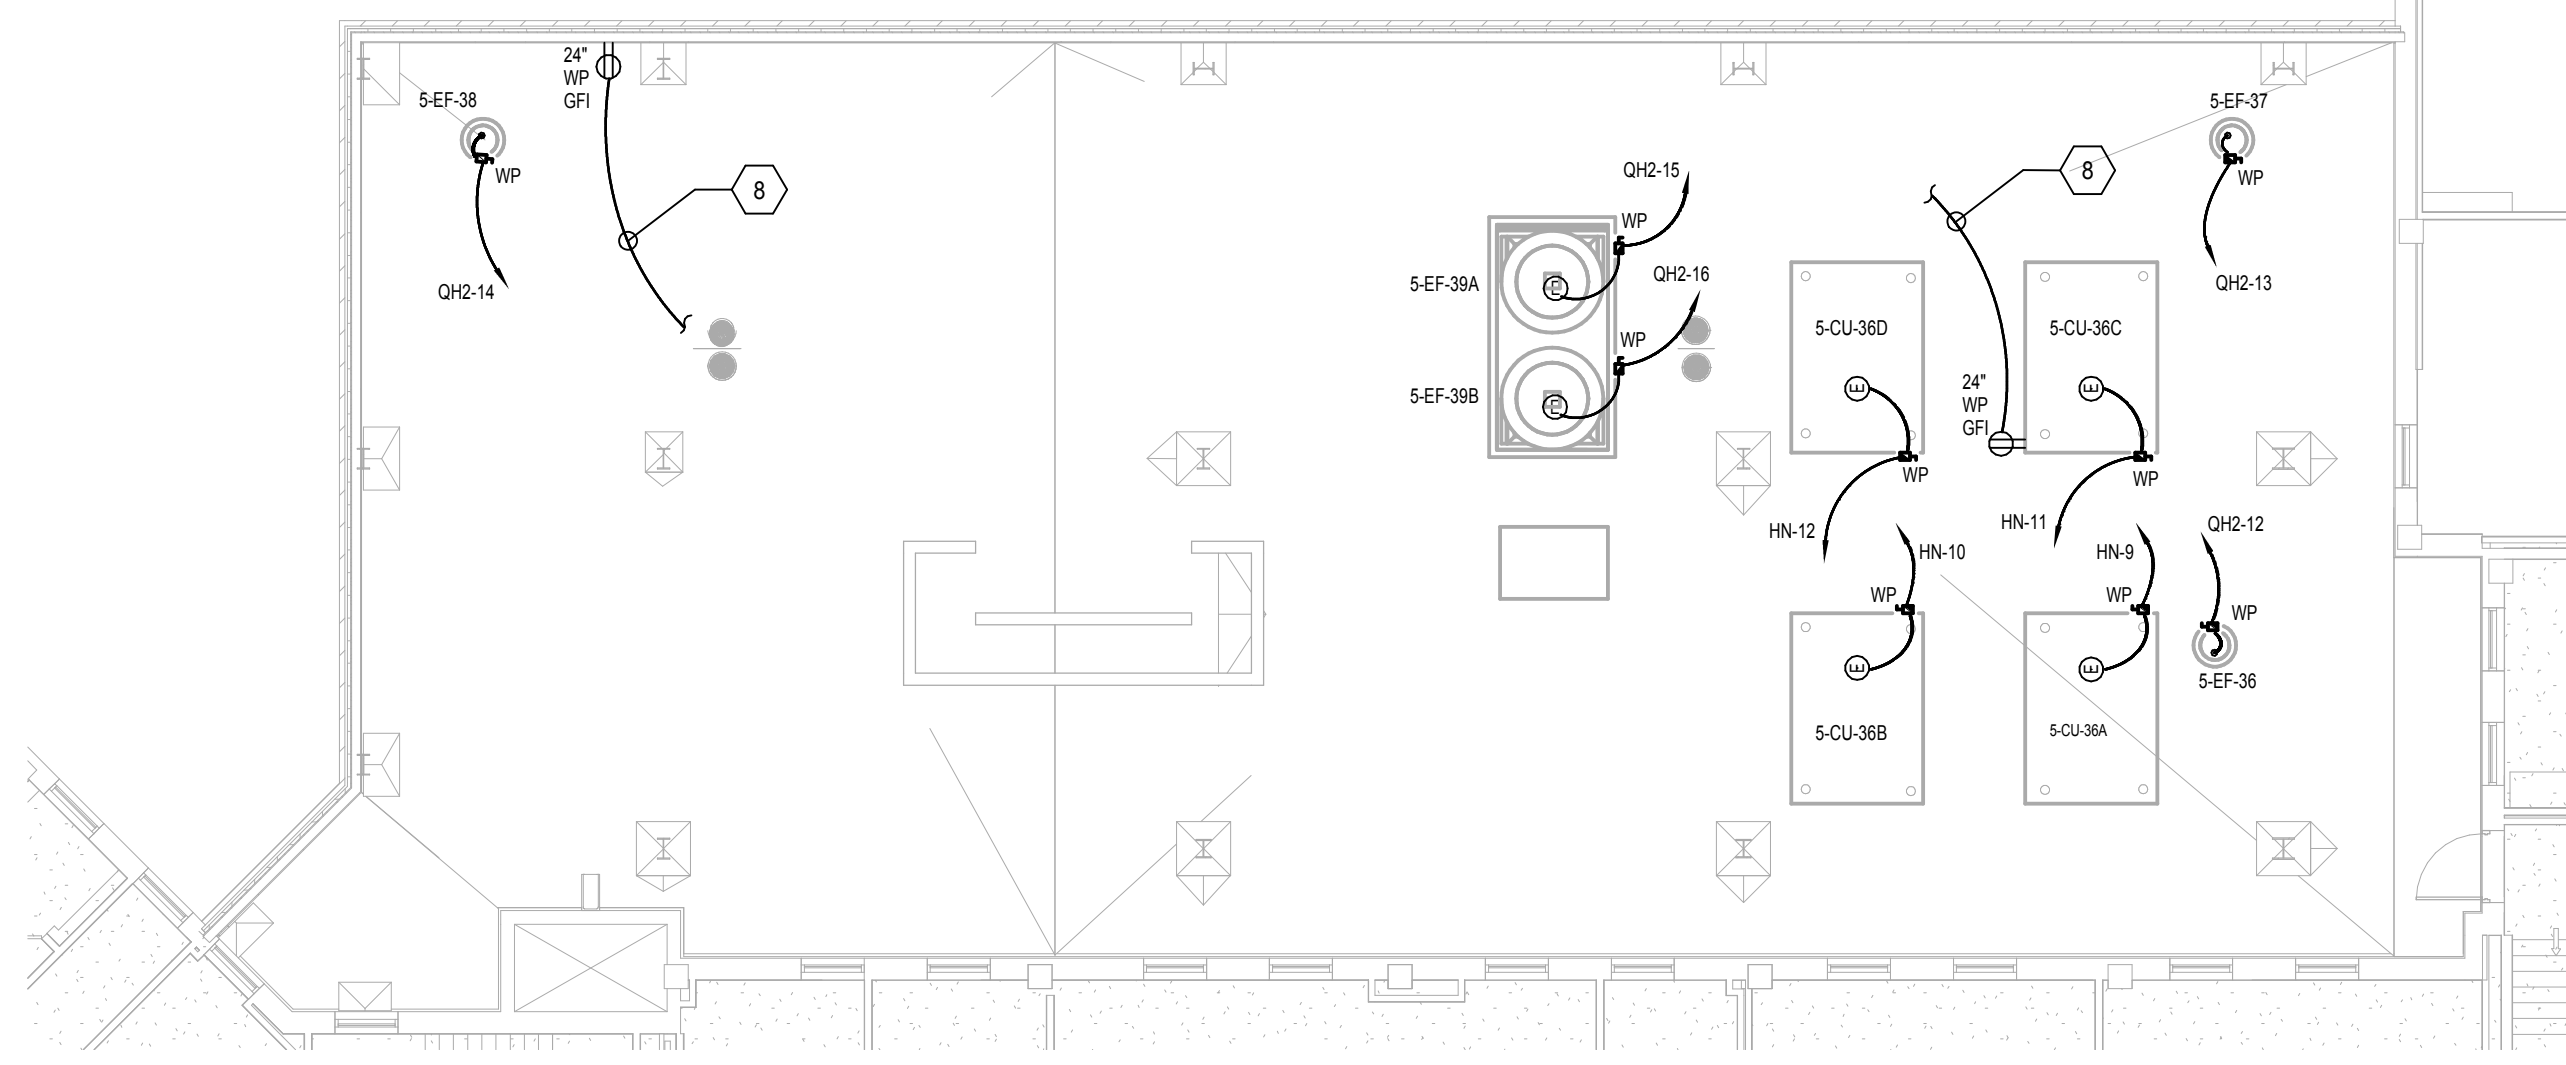 24"
WP
GFI
5-EF-38
WP
QH2-14
8
5-EF-37
WP
QH2-13
8
QH2-15
WP
QH2-16
5-EF-39A
WP
5-EF-39B
E
E
5-CU-36D
E
WP
HN-12
5-CU-36C
E
WP
HN-11
24"
WP
GFI
HN-10
WP
E
5-CU-36B
HN-9
WP
E
5-CU-36A
QH2-12
WP
5-EF-36